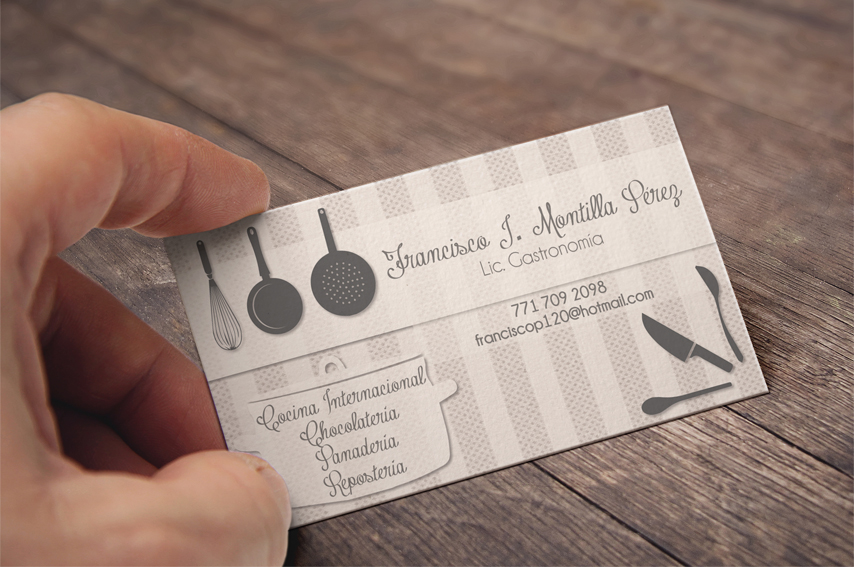 Francisco J. Montilla Pérez
Lic. Gastronomía
771 709 2098
franciscop120@hotmail.com
Cocina Internacional
Chocolatería
Panadería
Repostería